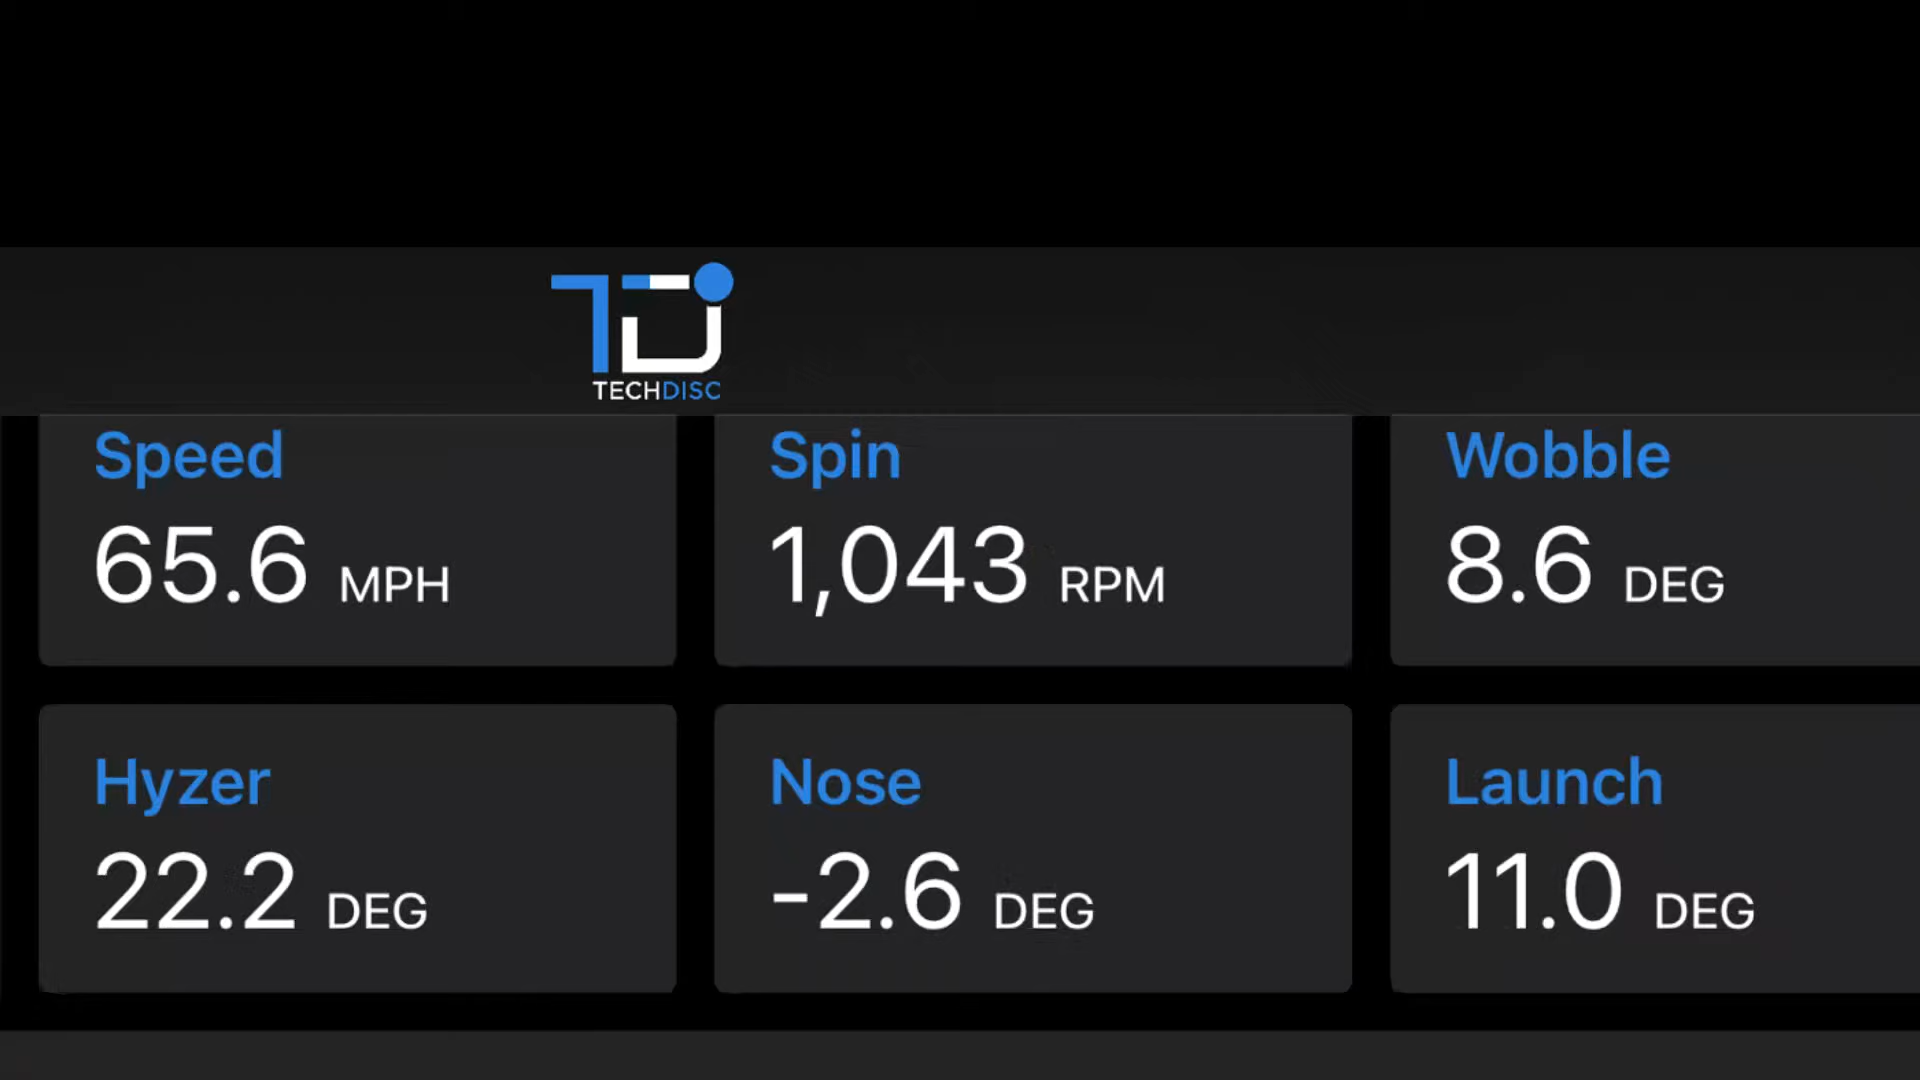 TECHDISC
Speed
65.6 MPH
Spin
1,043 RPM
Wobble
8.6 DEG
Hyzer
22.2 DEG
Nose
-2.6 DEG
Launch
11.0 DEG